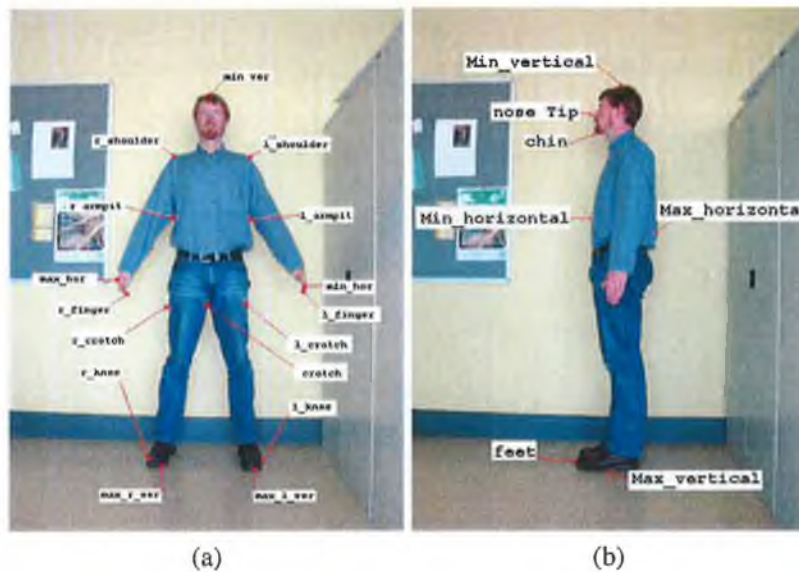 min ver
r_shoulder
l_shoulder
r_armpit
l_armpit
max_hor
min_hor
r_finger
l_finger
r_crotch
l_crotch
crotch
r_knee
l_knee
max_r_ver
max_l_ver
(a)
Min_vertical
nose Tip
chin
Min_horizontal
Max_horizonta
feet
Max_vertical
(b)